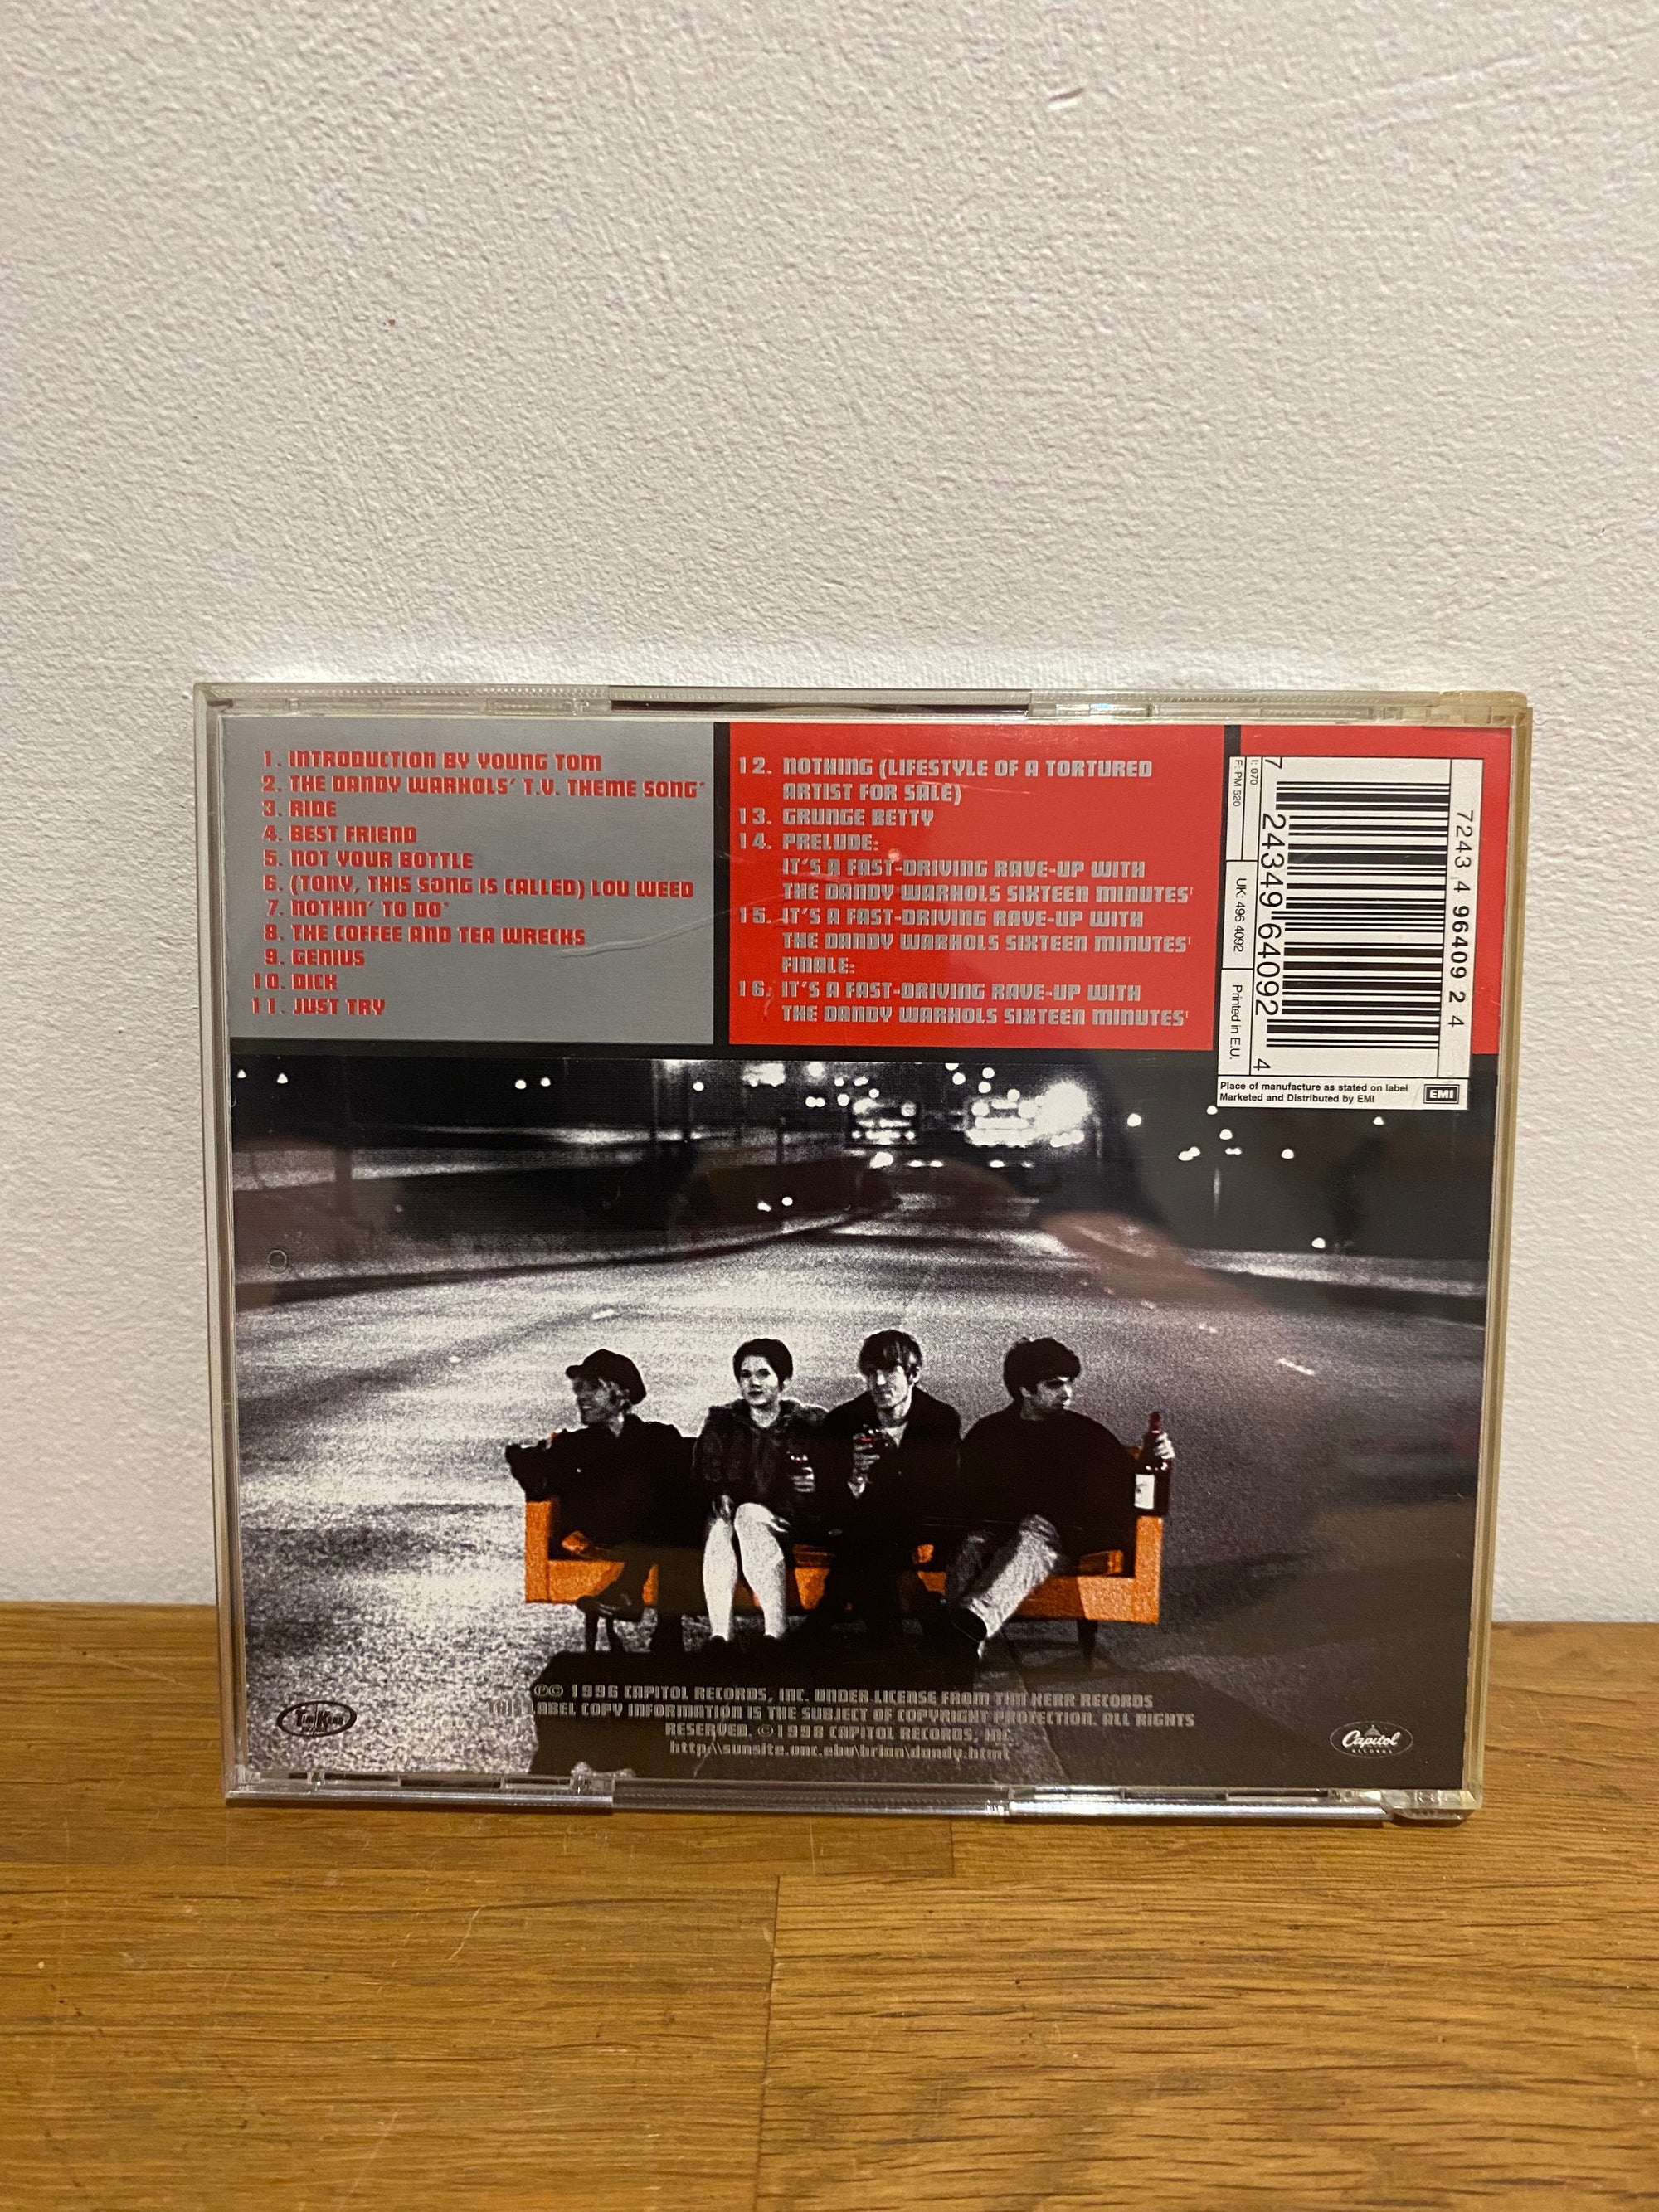 1. INTRODUCTION BY YOUNG TOM
2. THE DANDY WARHOLS' T.V. THEME SONG*
3. RIDE
4. BEST FRIEND
5. NOT YOUR BOTTLE
6. (TONY, THIS SONG IS CALLED) LOU WEED
7. NOTHIN' TO DO*
8. THE COFFEE AND TEA WRECKS
9. GENIUS
10. DICK
11. JUST TRY
12. NOTHING (LIFESTYLE OF A TORTURED
ARTIST FOR SALE)
13. GRUNGE BETTY
14. PRELUDE:
IT'S A FAST-DRIVING RAVE-UP WITH
THE DANDY WARHOLS SIXTEEN MINUTES'
15. IT'S A FAST-DRIVING RAVE-UP WITH
THE DANDY WARHOLS SIXTEEN MINUTES'
FINALE:
16. IT'S A FAST-DRIVING RAVE-UP WITH
THE DANDY WARHOLS SIXTEEN MINUTES'
7243 4 96409 2 4
7 24349 64092 4
I: 070
F: PM 520
UK: 496 4092
Printed in E.U.
Place of manufacture as stated on label
Marketed and Distributed by EMI
EMI
℗© 1996 CAPITOL RECORDS, INC. UNDER LICENSE FROM TIM KERR RECORDS
LABEL COPY INFORMATION IS THE SUBJECT OF COPYRIGHT PROTECTION. ALL RIGHTS
RESERVED. ©1998 CAPITOL RECORDS, INC.
http:\\sunsite.unc.ebu\brian\dandy.html
Tim Kerr
Capitol
RECORDS